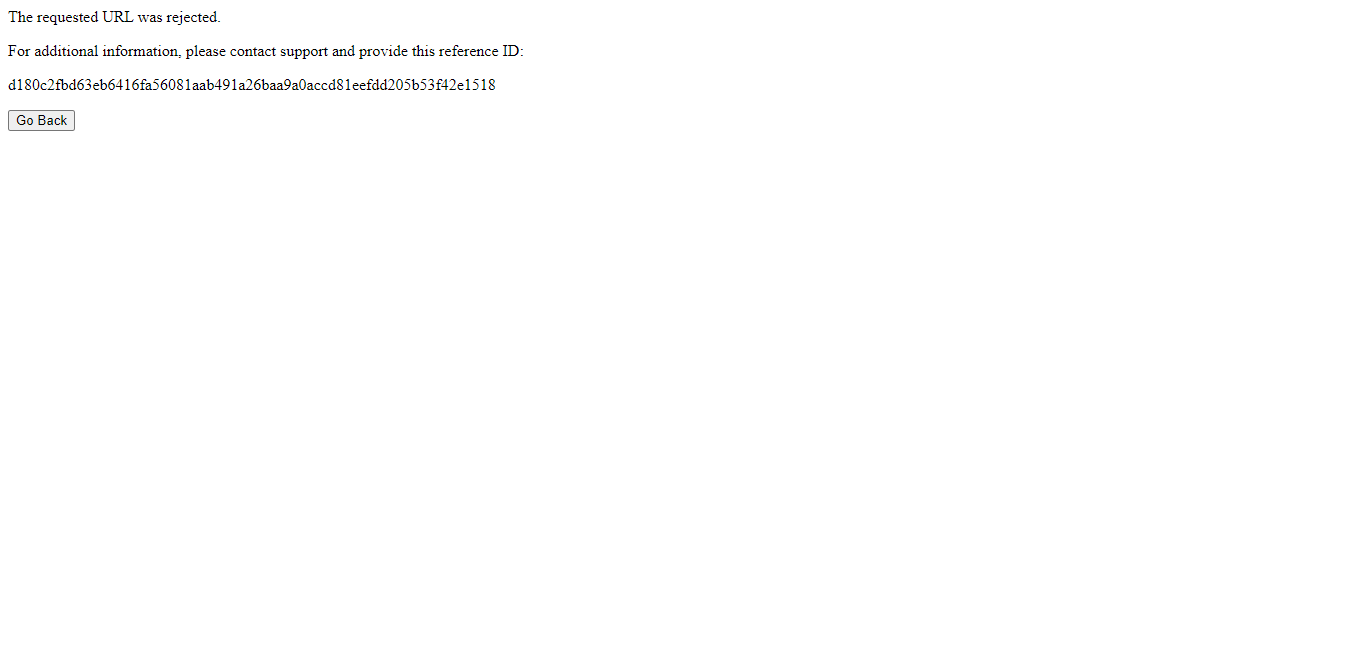 The requested URL was rejected.
For additional information, please contact support and provide this reference ID:
d180c2fbd63eb6416fa56081aab491a26baa9a0accd81eefdd205b53f42e1518
Go Back